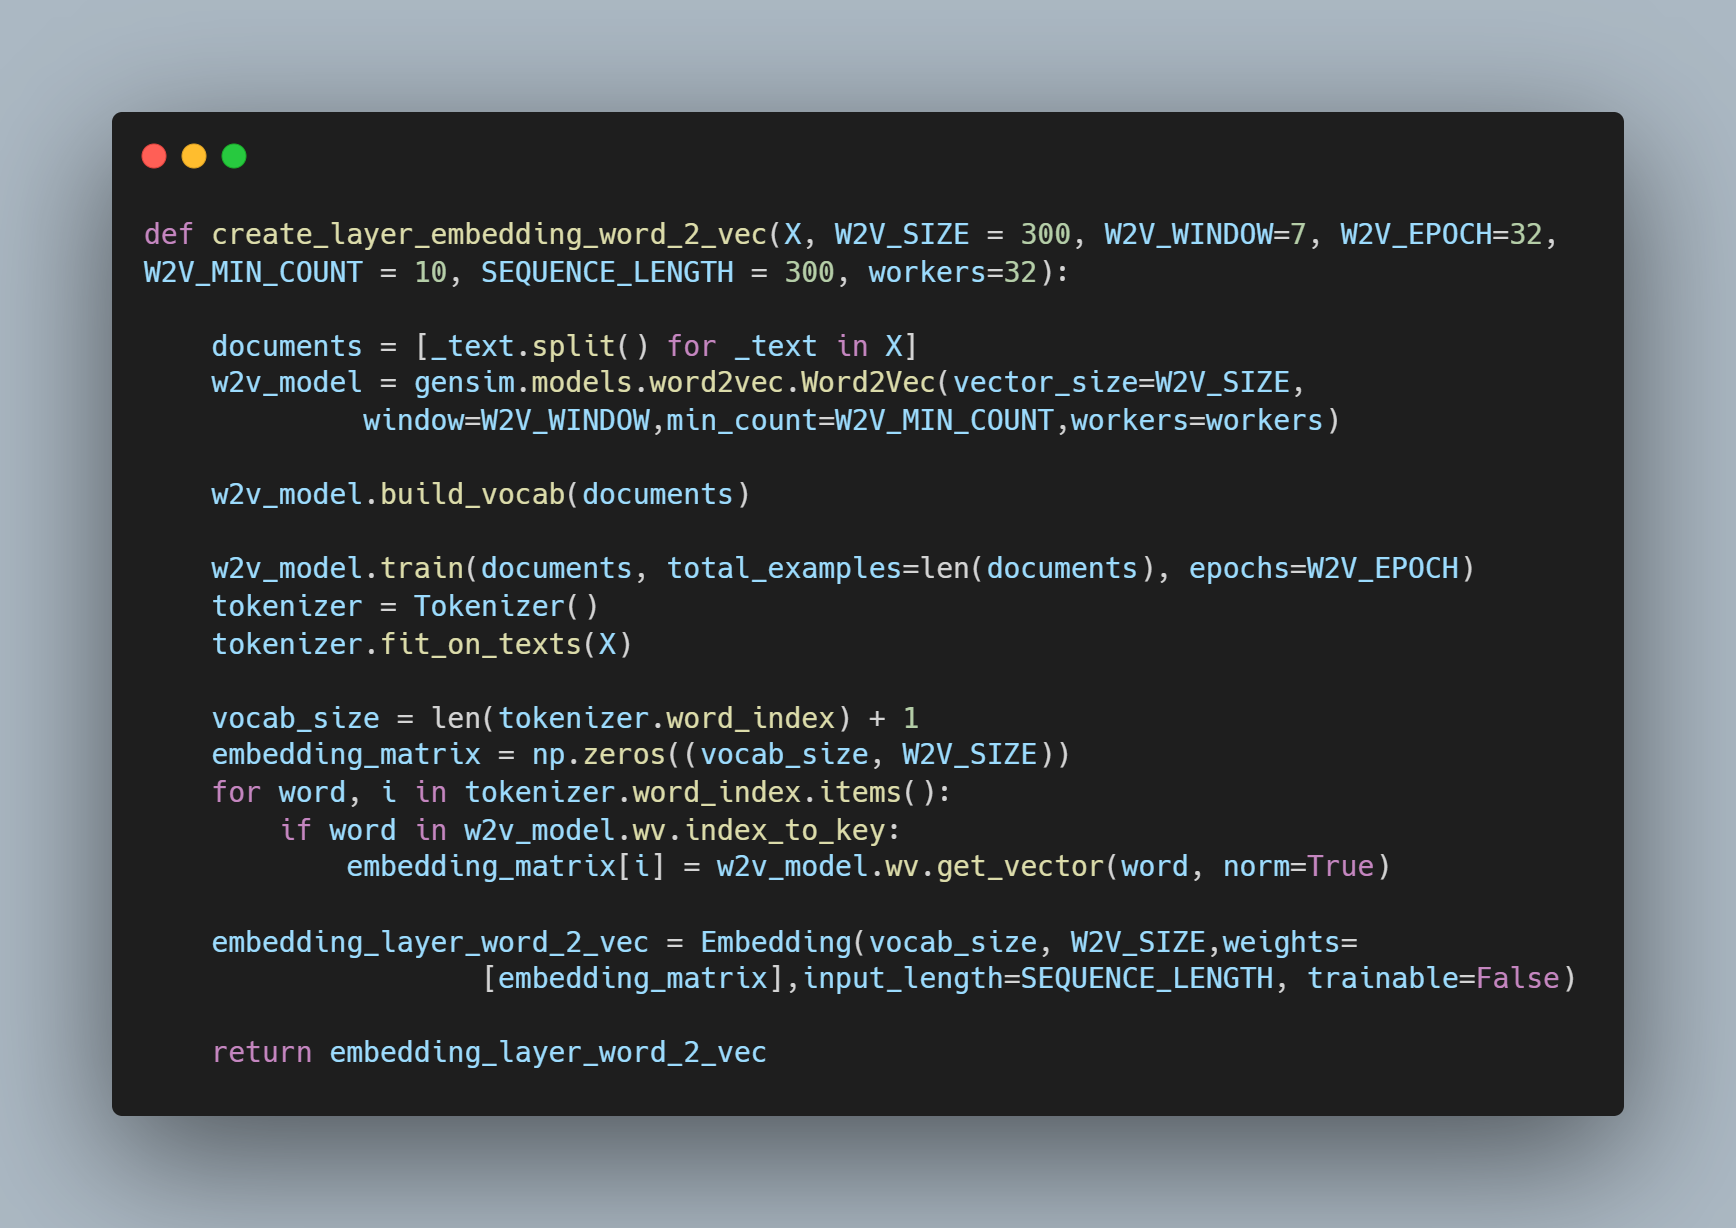 def create_layer_embedding_word_2_vec(X, W2V_SIZE = 300, W2V_WINDOW=7, W2V_EPOCH=32,
W2V_MIN_COUNT = 10, SEQUENCE_LENGTH = 300, workers=32):
documents = [_text.split() for _text in X]
w2v_model = gensim.models.word2vec.Word2Vec(vector_size=W2V_SIZE,
window=W2V_WINDOW,min_count=W2V_MIN_COUNT,workers=workers)
w2v_model.build_vocab(documents)
w2v_model.train(documents, total_examples=len(documents), epochs=W2V_EPOCH)
tokenizer = Tokenizer()
tokenizer.fit_on_texts(X)
vocab_size = len(tokenizer.word_index) + 1
embedding_matrix = np.zeros((vocab_size, W2V_SIZE))
for word, i in tokenizer.word_index.items():
if word in w2v_model.wv.index_to_key:
embedding_matrix[i] = w2v_model.wv.get_vector(word, norm=True)
embedding_layer_word_2_vec = Embedding(vocab_size, W2V_SIZE,weights=
[embedding_matrix],input_length=SEQUENCE_LENGTH, trainable=False)
return embedding_layer_word_2_vec